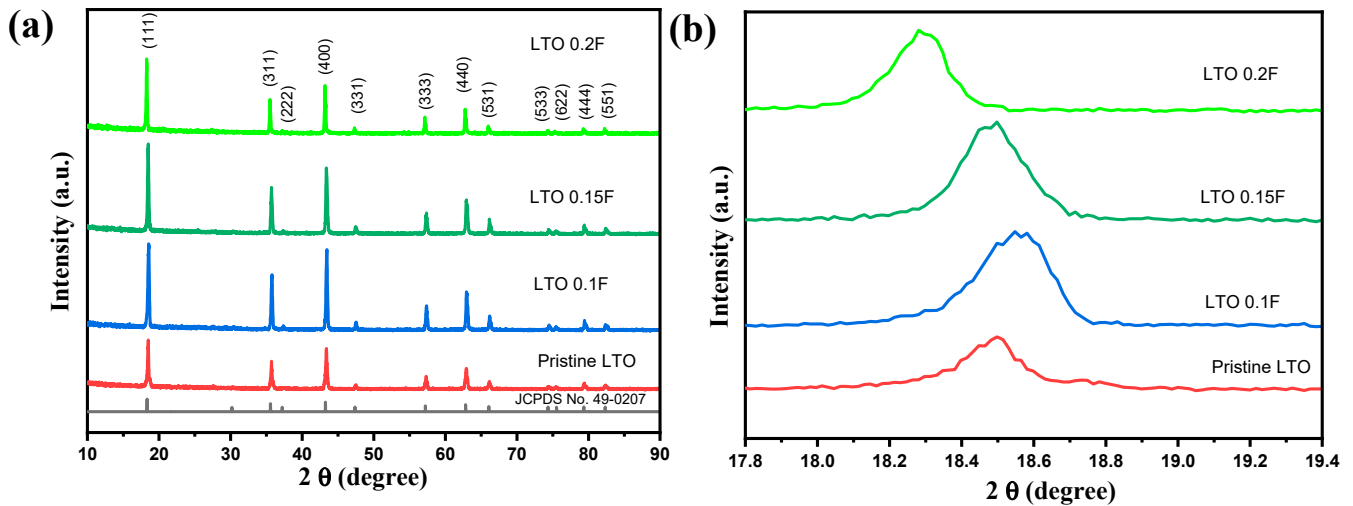 (a)
Intensity (a.u.)
(111)
(311)
(222)
(400)
(331)
(333)
(440)
(531)
(533)
(622)
(444)
(551)
LTO 0.2F
LTO 0.15F
LTO 0.1F
Pristine LTO
JCPDS No. 49-0207
10 20 30 40 50 60 70 80 90
2 θ (degree)
(b)
Intensity (a.u.)
LTO 0.2F
LTO 0.15F
LTO 0.1F
Pristine LTO
17.8 18.0 18.2 18.4 18.6 18.8 19.0 19.2 19.4
2 θ (degree)